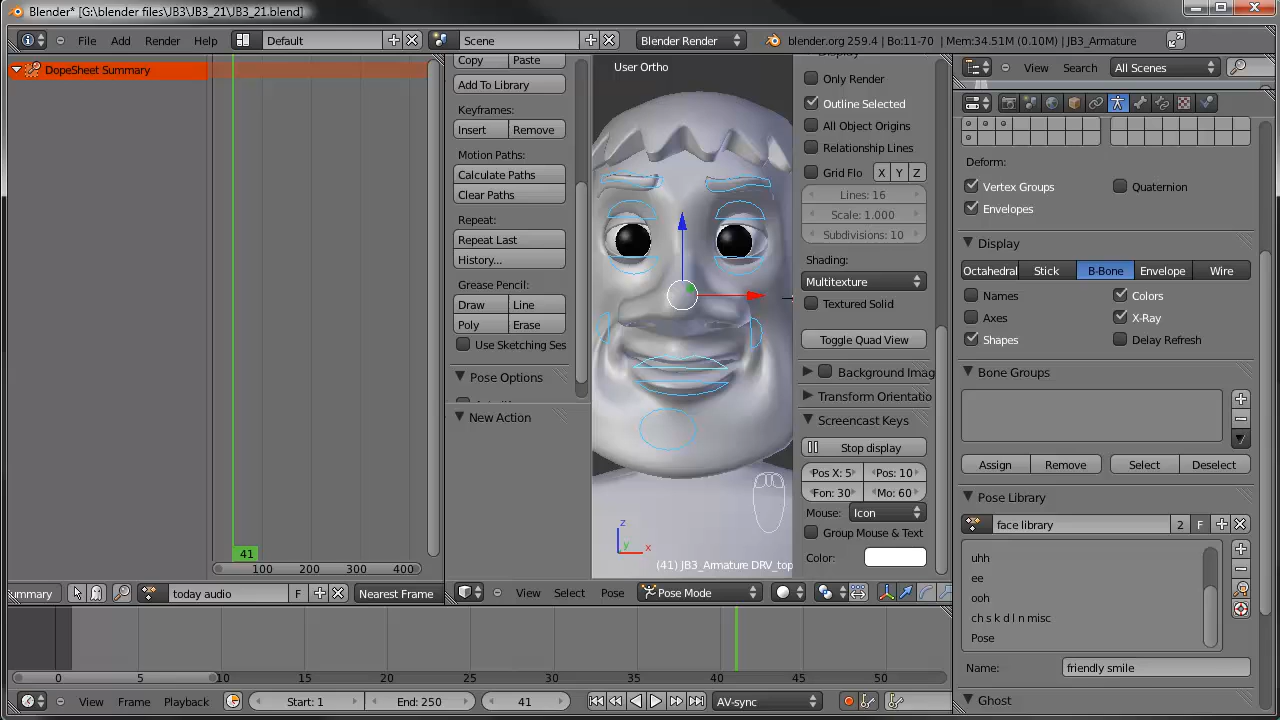 Blender* [G:\blender files\JB3\JB3_21\JB3_21.blend]
File Add Render Help Default Scene Blender Render blender.org 259.4 | Bo:11-70 | Mem:34.51M (0.10M) | JB3_Armature
DopeSheet Summary
100 200 300 400
41
ummary today audio F Nearest Frame
Copy Paste
Add To Library
Keyframes:
Insert Remove
Motion Paths:
Calculate Paths
Clear Paths
Repeat:
Repeat Last
History...
Grease Pencil:
Draw Line
Poly Erase
Use Sketching Ses
Pose Options
New Action
User Ortho
z
y x
(41) JB3_Armature DRV_top
View Select Pose Pose Mode
Only Render
Outline Selected
All Object Origins
Relationship Lines
Grid Flo X Y Z
Lines: 16
Scale: 1.000
Subdivisions: 10
Shading:
Multitexture
Textured Solid
Toggle Quad View
Background Imag
Transform Orientatio
Screencast Keys
Stop display
Pos X: 5 Pos: 10
Fon: 30 Mo: 60
Mouse: Icon
Group Mouse & Text
Color:
View Search All Scenes
Deform:
Vertex Groups Quaternion
Envelopes
Display
Octahedral Stick B-Bone Envelope Wire
Names Colors
Axes X-Ray
Shapes Delay Refresh
Bone Groups
Assign Remove Select Deselect
Pose Library
face library 2 F
uhh
ee
ooh
ch s k d l n misc
Pose
Name: friendly smile
Ghost
0 5 10 15 20 25 30 35 40 45 50
View Frame Playback Start: 1 End: 250 41 AV-sync